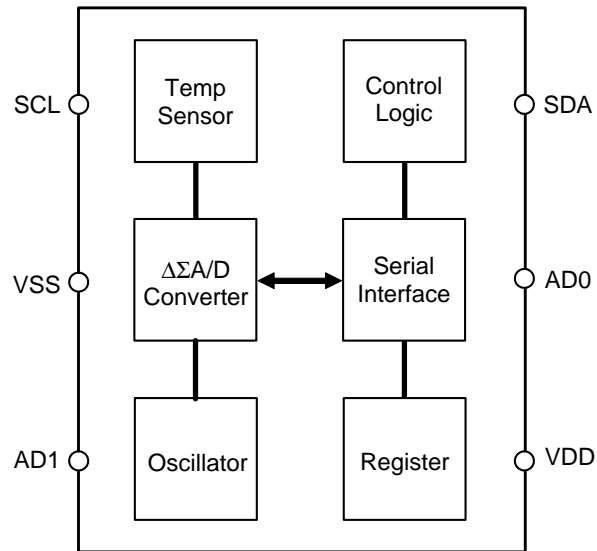 Temp
Sensor
Control
Logic
SCL
SDA
ΔΣA/D
Converter
Serial
Interface
VSS
AD0
Oscillator
Register
AD1
VDD